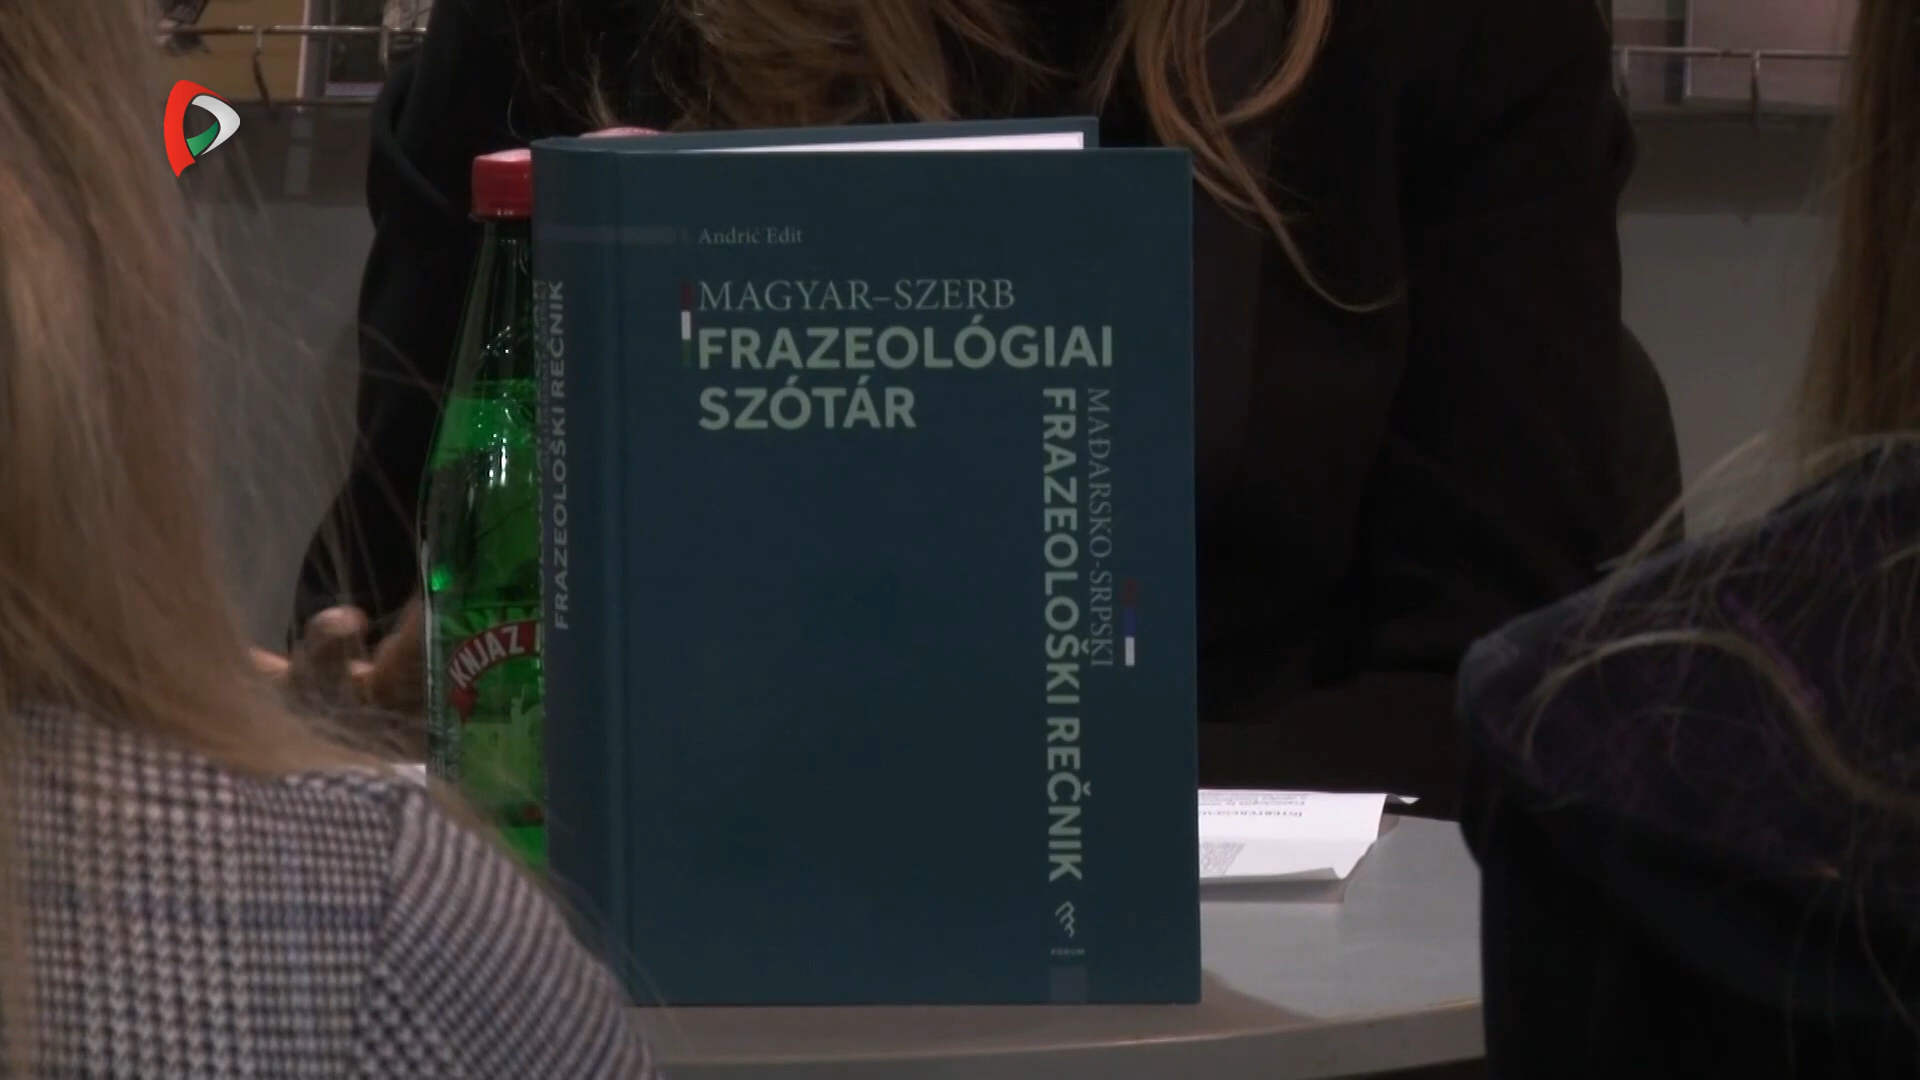 Andrić Edit
MAGYAR–SZERB
FRAZEOLÓGIAI
SZÓTÁR
MAĐARSKO-SRPSKI
FRAZEOLOŠKI REČNIK
FORUM
FRAZEOLOŠKI REČNIK
KNJAZ